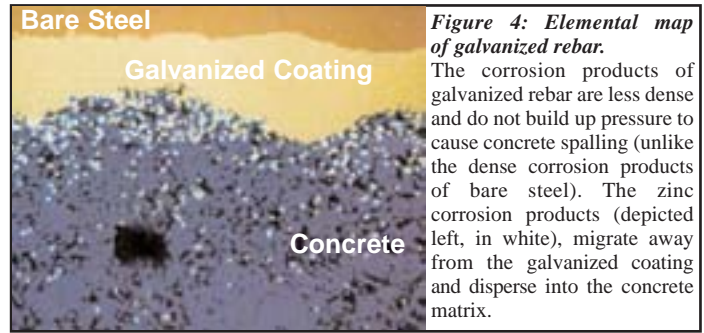 Bare Steel
Galvanized Coating
Concrete
Figure 4: Elemental map
of galvanized rebar.
The corrosion products of
galvanized rebar are less dense
and do not build up pressure to
cause concrete spalling (unlike
the dense corrosion products
of bare steel). The zinc
corrosion products (depicted
left, in white), migrate away
from the galvanized coating
and disperse into the concrete
matrix.